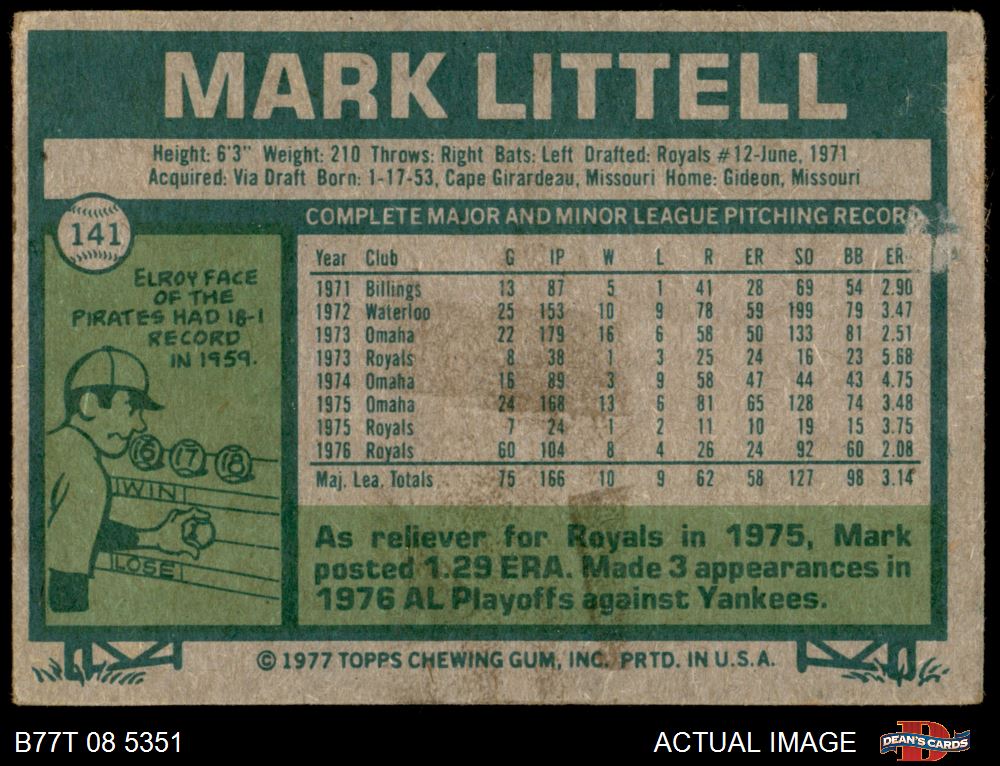 MARK LITTELL
Height: 6'3" Weight: 210 Throws: Right Bats: Left Drafted: Royals #12-June, 1971
Acquired: Via Draft Born: 1-17-53, Cape Girardeau, Missouri Home: Gideon, Missouri
141
ELROY FACE
OF THE
PIRATES HAD 18-1
RECORD
IN 1959.
16 17 18
WIN
LOSE
COMPLETE MAJOR AND MINOR LEAGUE PITCHING RECORD
Year Club G IP W L R ER SO BB ER
1971 Billings 13 87 5 1 41 28 69 54 2.90
1972 Waterloo 25 153 10 9 78 59 199 79 3.47
1973 Omaha 22 179 16 6 58 50 133 81 2.51
1973 Royals 8 38 1 3 25 24 16 23 5.68
1974 Omaha 16 89 3 9 58 47 44 43 4.75
1975 Omaha 24 168 13 6 81 65 128 74 3.48
1975 Royals 7 24 1 2 11 10 19 15 3.75
1976 Royals 60 104 8 4 26 24 92 60 2.08
Maj. Lea. Totals 75 166 10 9 62 58 127 98 3.14
As reliever for Royals in 1975, Mark
posted 1.29 ERA. Made 3 appearances in
1976 AL Playoffs against Yankees.
© 1977 TOPPS CHEWING GUM, INC. PRTD. IN U.S.A.
B77T 08 5351
ACTUAL IMAGE
D
DEAN'S CARDS